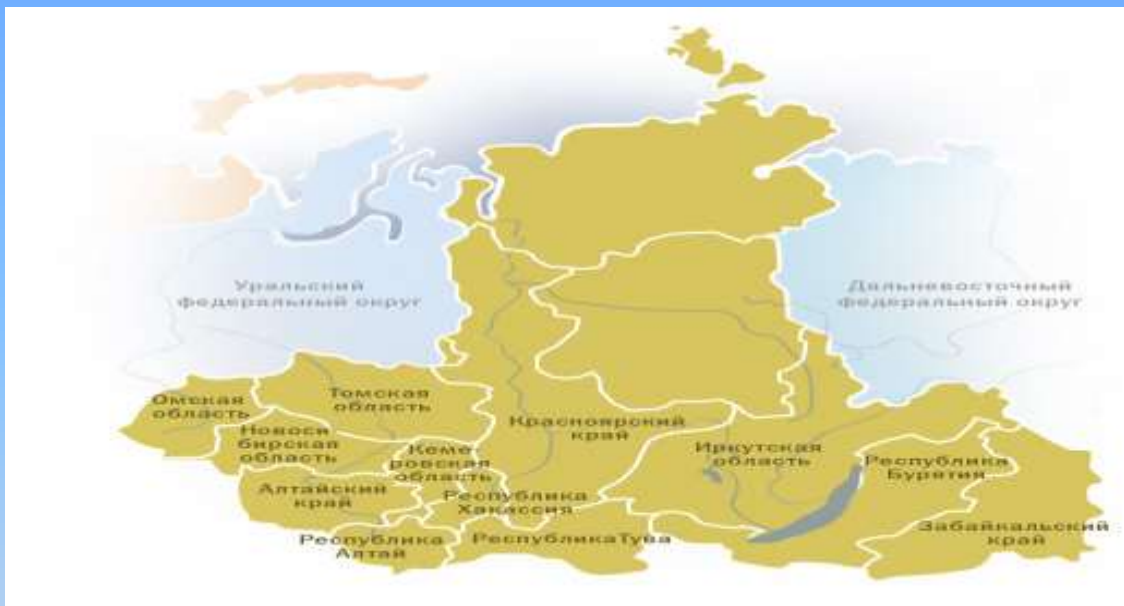 Уральский
федеральный округ
Дальневосточный
федеральный округ
Омская
область
Томская
область
Новоси
бирская
область
Кеме-
ровская
область
Красноярский
край
Иркутская
область
Республика
Бурятия
Алтайский
край
Республика
Хакассия
Забайкальский
край
Республика
Алтай
РеспубликаТува